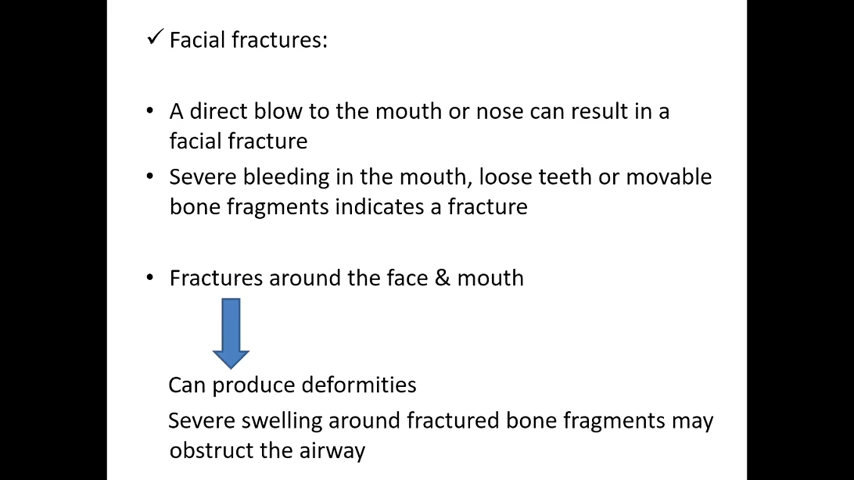 ✓ Facial fractures:
• A direct blow to the mouth or nose can result in a
facial fracture
• Severe bleeding in the mouth, loose teeth or movable
bone fragments indicates a fracture
• Fractures around the face & mouth
Can produce deformities
Severe swelling around fractured bone fragments may
obstruct the airway